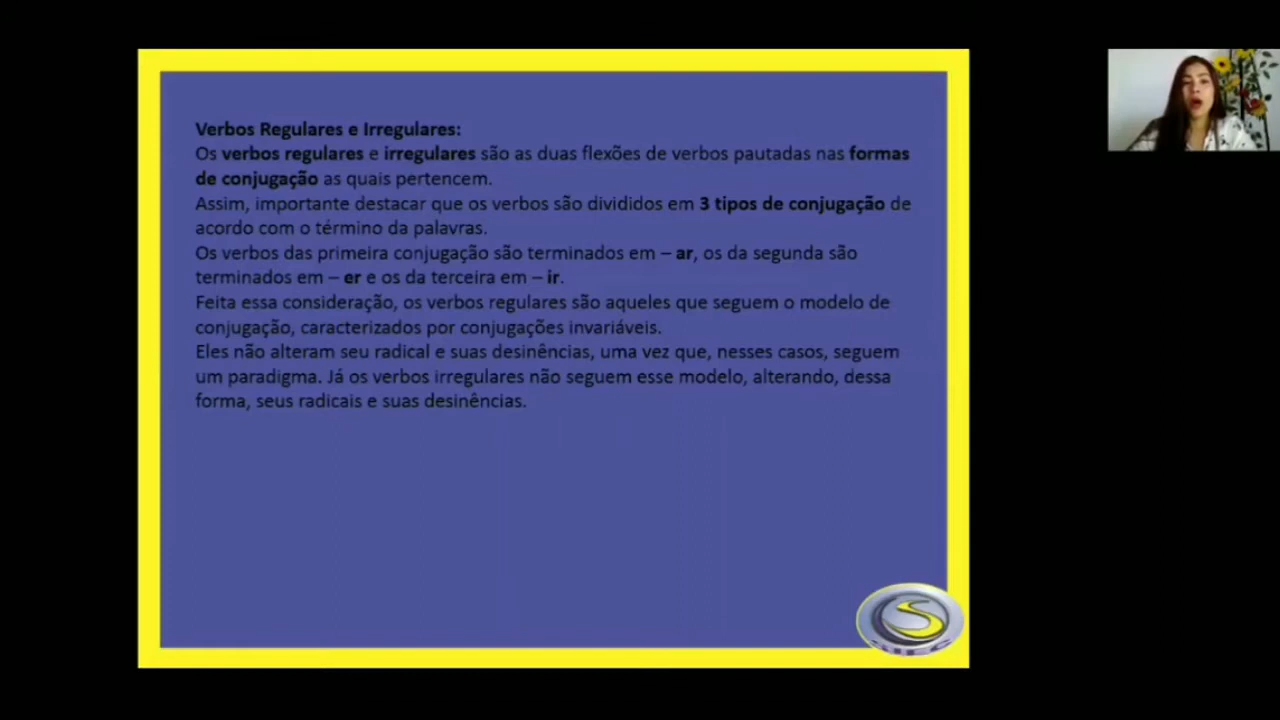 Verbos Regulares e Irregulares:
Os verbos regulares e irregulares são as duas flexões de verbos pautadas nas formas
de conjugação as quais pertencem.
Assim, importante destacar que os verbos são divididos em 3 tipos de conjugação de
acordo com o término da palavras.
Os verbos das primeira conjugação são terminados em – ar, os da segunda são
terminados em – er e os da terceira em – ir.
Feita essa consideração, os verbos regulares são aqueles que seguem o modelo de
conjugação, caracterizados por conjugações invariáveis.
Eles não alteram seu radical e suas desinências, uma vez que, nesses casos, seguem
um paradigma. Já os verbos irregulares não seguem esse modelo, alterando, dessa
forma, seus radicais e suas desinências.